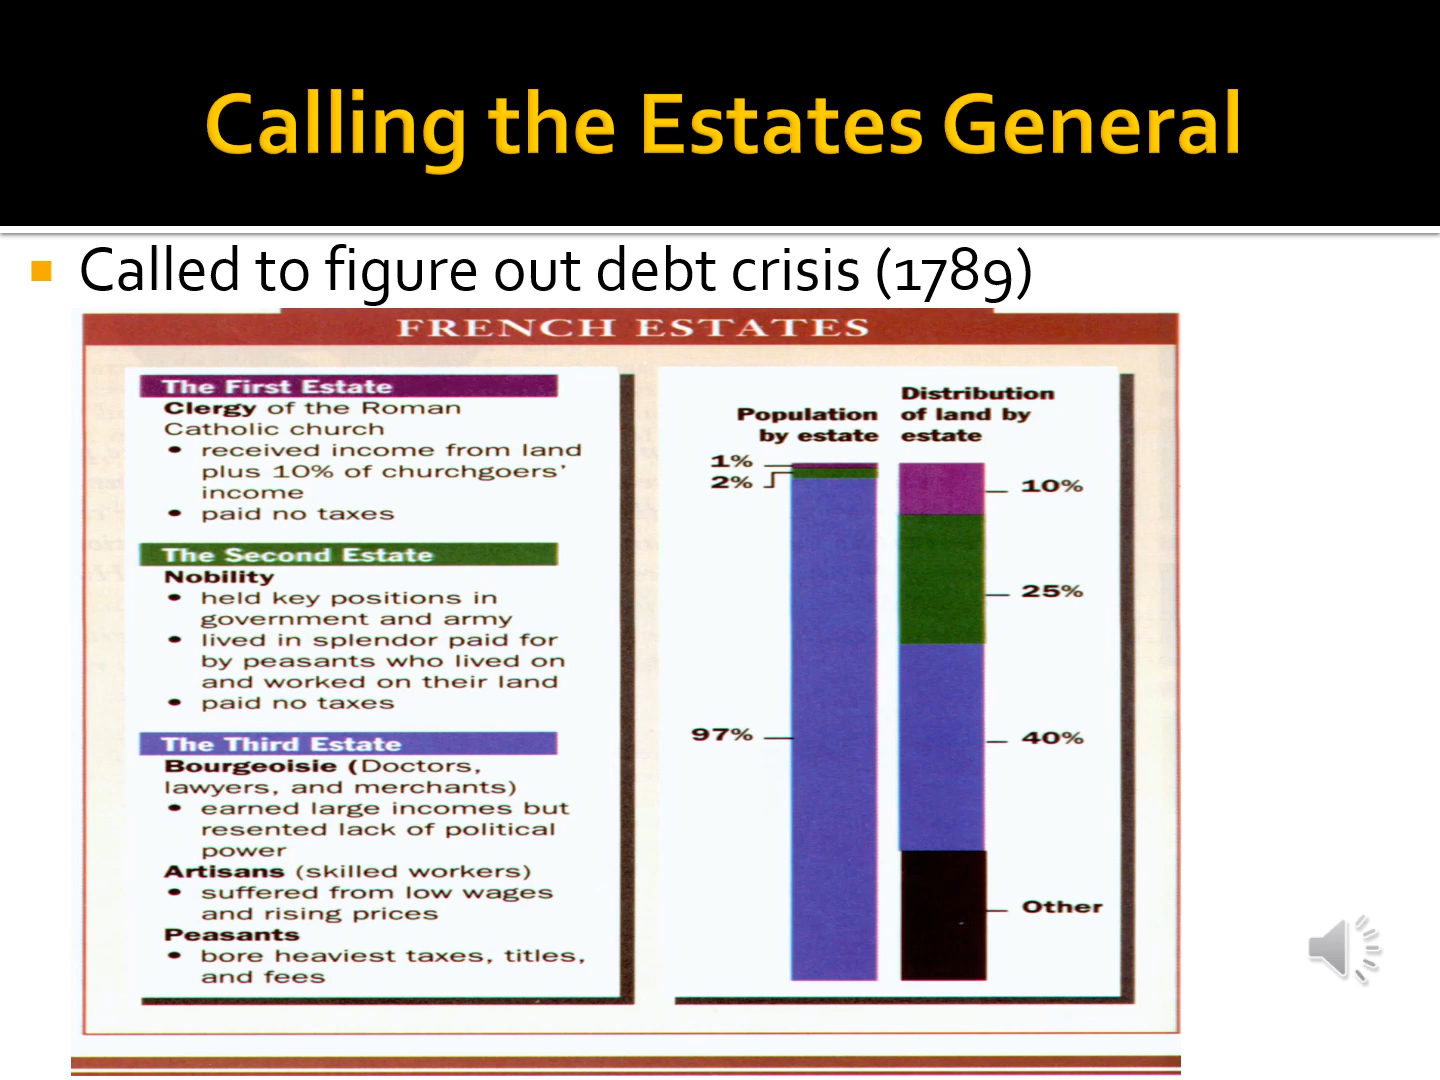 Calling the Estates General
Called to figure out debt crisis (1789)
FRENCH ESTATES
The First Estate
Clergy of the Roman
Catholic church
• received income from land
plus 10% of churchgoers'
income
• paid no taxes
The Second Estate
Nobility
• held key positions in
government and army
• lived in splendor paid for
by peasants who lived on
and worked on their land
• paid no taxes
The Third Estate
Bourgeoisie (Doctors,
lawyers, and merchants)
• earned large incomes but
resented lack of political
power
Artisans (skilled workers)
• suffered from low wages
and rising prices
Peasants
• bore heaviest taxes, titles,
and fees
Population
by estate
1%
2%
97%
Distribution
of land by
estate
10%
25%
40%
Other